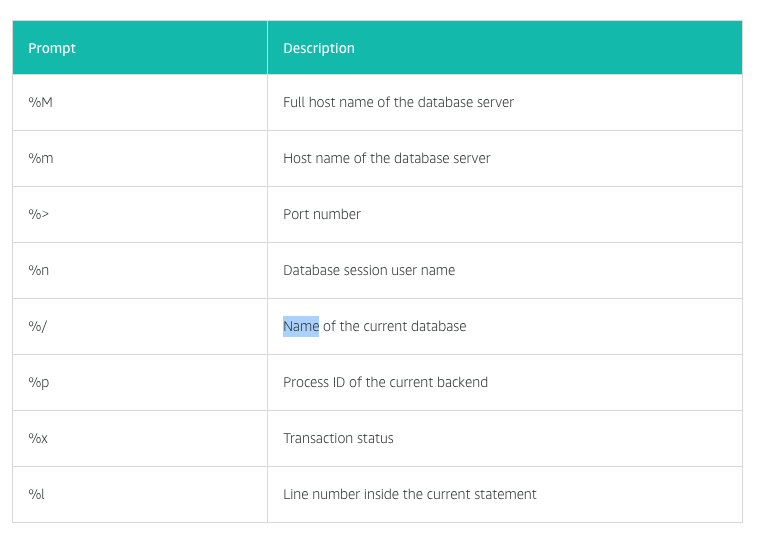 Prompt Description
%M Full host name of the database server
%m Host name of the database server
%> Port number
%n Database session user name
%/ Name of the current database
%p Process ID of the current backend
%x Transaction status
%l Line number inside the current statement